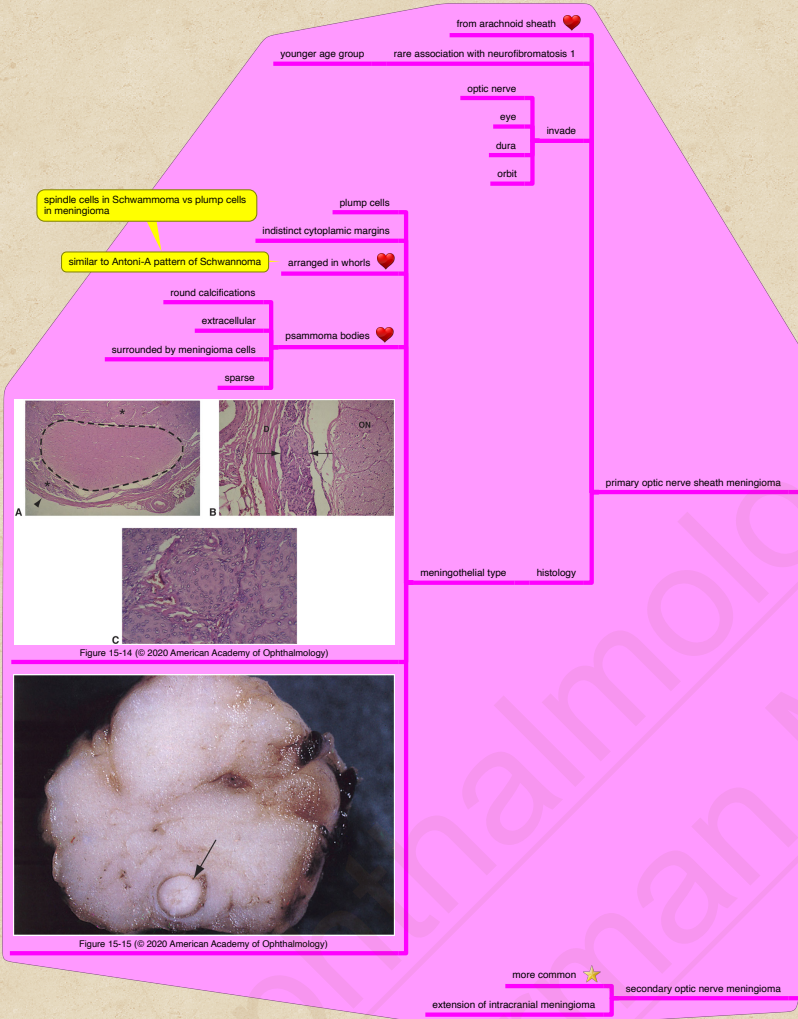 from arachnoid sheath
younger age group
rare association with neurofibromatosis 1
optic nerve
eye
invade
dura
orbit
spindle cells in Schwammoma vs plump cells
in meningioma
plump cells
indistinct cytoplamic margins
similar to Antoni-A pattern of Schwannoma
arranged in whorls
round calcifications
extracellular
psammoma bodies
surrounded by meningioma cells
sparse
*
D
ON
*
A
B
primary optic nerve sheath meningioma
meningothelial type
histology
C
Figure 15-14 (© 2020 American Academy of Ophthalmology)
Figure 15-15 (© 2020 American Academy of Ophthalmology)
more common
secondary optic nerve meningioma
extension of intracranial meningioma